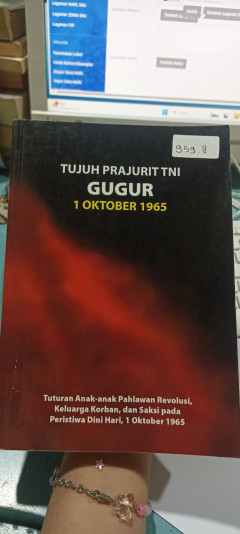 959.8
TUJUH PRAJURIT TNI
GUGUR
1 OKTOBER 1965
Tuturan Anak-anak Pahlawan Revolusi,
Keluarga Korban, dan Saksi pada
Peristiwa Dini Hari, 1 Oktober 1965